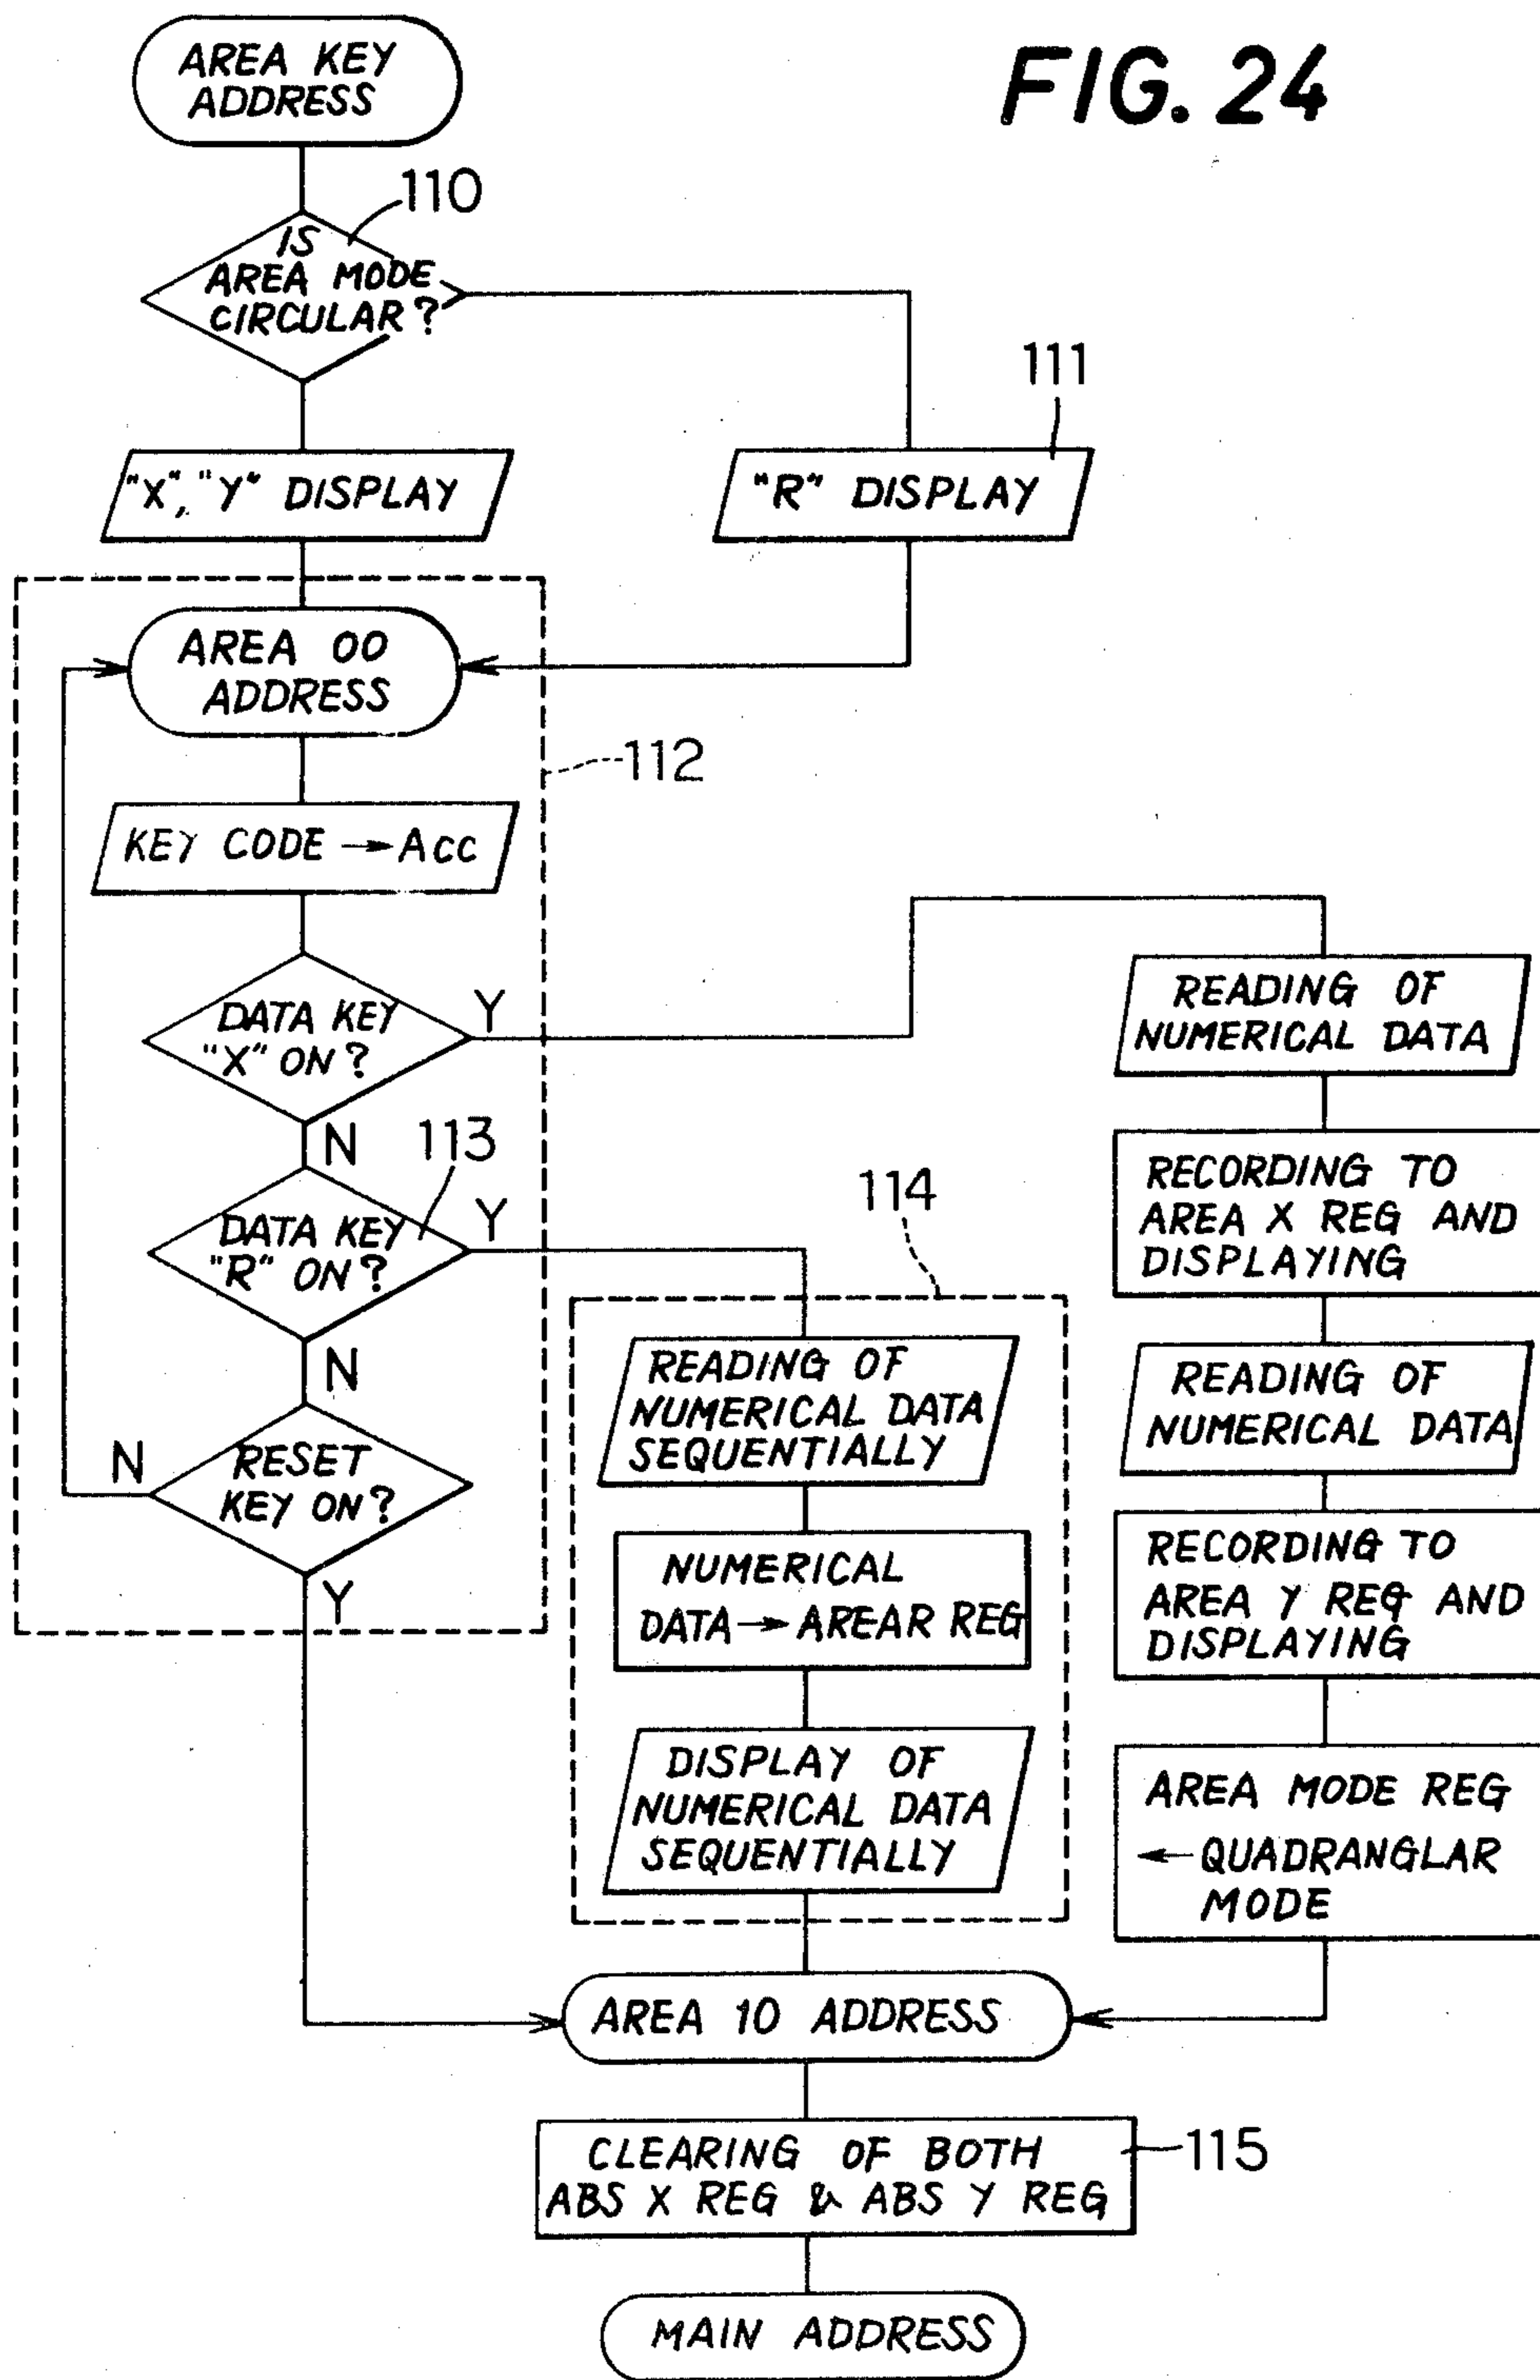 FIG. 24
AREA KEY
ADDRESS
110
IS
AREA MODE
CIRCULAR?
111
"X", "Y" DISPLAY
"R" DISPLAY
AREA 00
ADDRESS
112
KEY CODE → ACC
DATA KEY
"X" ON?
Y
N
113
DATA KEY
"R" ON?
Y
N
RESET
KEY ON?
N
Y
114
READING OF
NUMERICAL DATA
SEQUENTIALLY
NUMERICAL
DATA → AREAR REG
DISPLAY OF
NUMERICAL DATA
SEQUENTIALLY
READING OF
NUMERICAL DATA
RECORDING TO
AREA X REG AND
DISPLAYING
READING OF
NUMERICAL DATA
RECORDING TO
AREA Y REG AND
DISPLAYING
AREA MODE REG
← QUADRANGLAR
MODE
AREA 10 ADDRESS
CLEARING OF BOTH
ABS X REG & ABS Y REG
115
MAIN ADDRESS